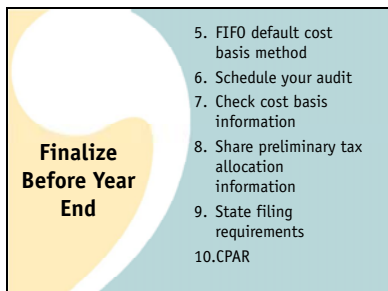 5. FIFO default cost
basis method
6. Schedule your audit
7. Check cost basis
information
8. Share preliminary tax
allocation
information
9. State filing
requirements
10.CPAR
Finalize
Before Year
End